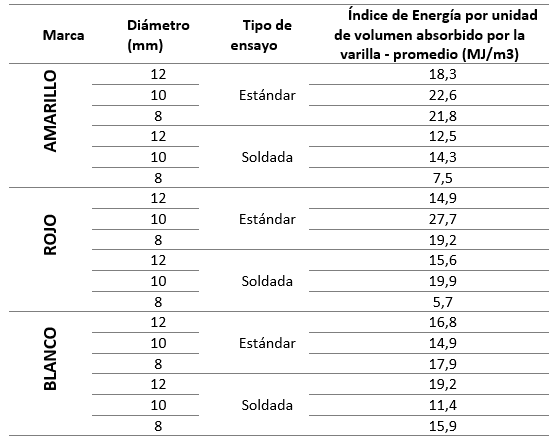 Marca Diámetro (mm) Tipo de ensayo Índice de Energía por unidad de volumen absorbido por la varilla - promedio (MJ/m3)
AMARILLO
12 Estándar 18,3
10 22,6
8 21,8
12 Soldada 12,5
10 14,3
8 7,5
ROJO
12 Estándar 14,9
10 27,7
8 19,2
12 Soldada 15,6
10 19,9
8 5,7
BLANCO
12 Estándar 16,8
10 14,9
8 17,9
12 Soldada 19,2
10 11,4
8 15,9